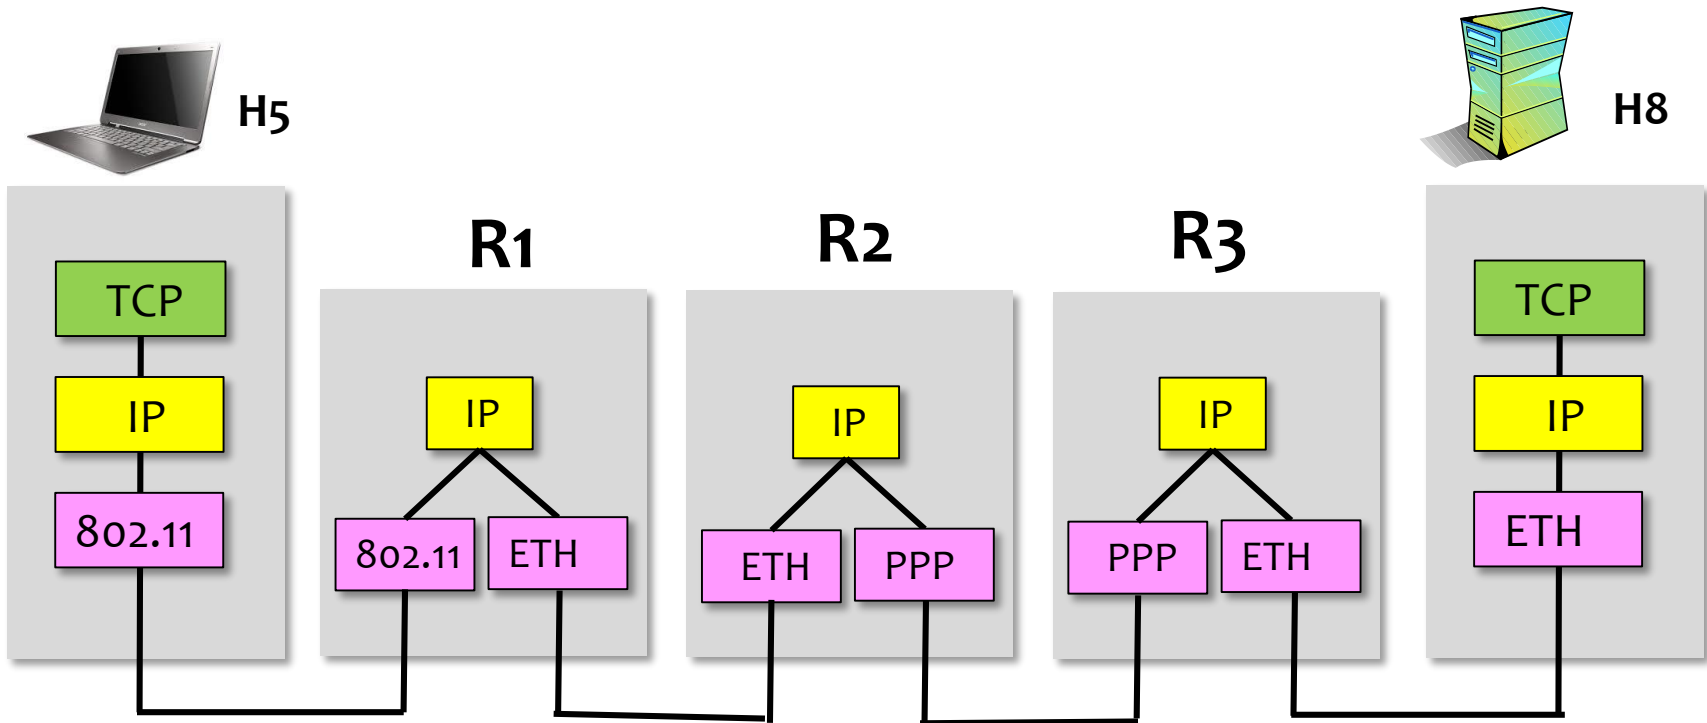 H5
H8
R1
R2
R3
TCP
IP
802.11
IP
802.11
ETH
IP
ETH
PPP
IP
PPP
ETH
TCP
IP
ETH